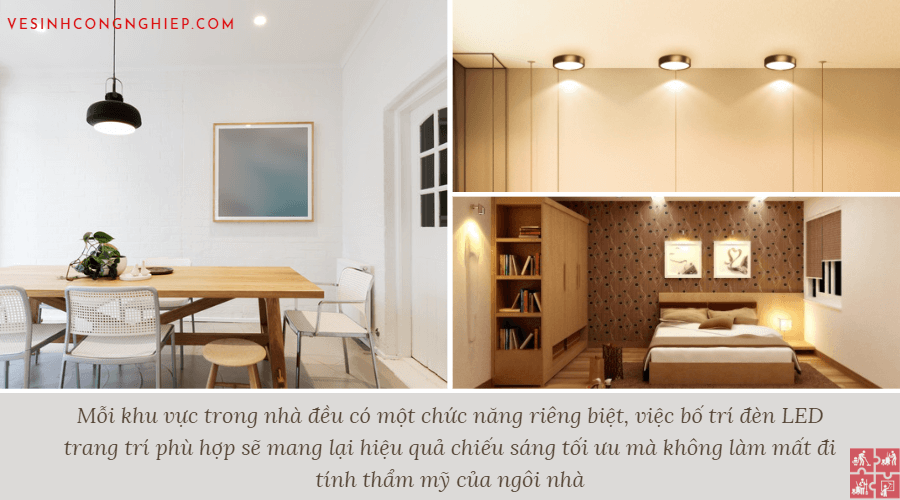 VESINHCONGNGHIEP.COM
Mỗi khu vực trong nhà đều có một chức năng riêng biệt, việc bố trí đèn LED
trang trí phù hợp sẽ mang lại hiệu quả chiếu sáng tối ưu mà không làm mất đi
tính thẩm mỹ của ngôi nhà